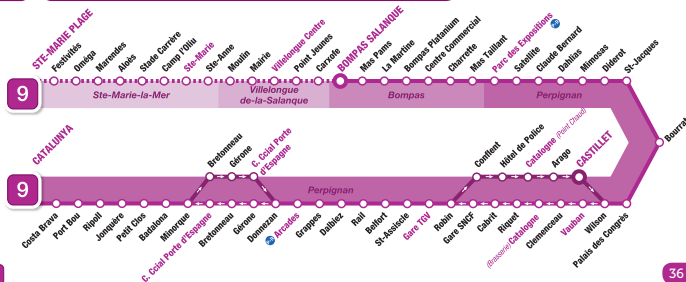 STE-MARIE PLAGE
Festivités
Oméga
Marendes
Aloès
Stade Carrère
Camp l'Oliu
Ste-Marie
Ste-Anne
Moulin
Mairie
Villelongue Centre
Point Jeunes
Carxofe
BOMPAS SALANQUE
Mas Pams
La Martine
Bompas Platanium
Centre Commercial
Charrette
Mas Taillant
Parc des Expositions
Satellite
Claude Bernard
Dahlias
Mimosas
Diderot
St-Jacques
9
Ste-Marie-la-Mer
Villelongue
de-la-Salanque
Bompas
Perpignan
Bourrat
CATALUNYA
Bretonneau
Gérone
C. Ccial Porte
d'Espagne
Conflent
Hôtel de Police
Catalogne (Point Chaud)
Arago
CASTILLET
9
Perpignan
Costa Brava
Port Bou
Ripoll
Jonquère
Petit Clos
Badalona
Minorque
C. Ccial Porte d'Espagne
Bretonneau
Gérone
Donnezan
Arcades
Grappes
Dalbiez
Rail
Belfort
St-Assiscle
Gare TGV
Robin
Gare SNCF
Cabrit
Riquet
(Brasserie) Catalogne
Clemenceau
Vauban
Wilson
Palais des Congrès
36